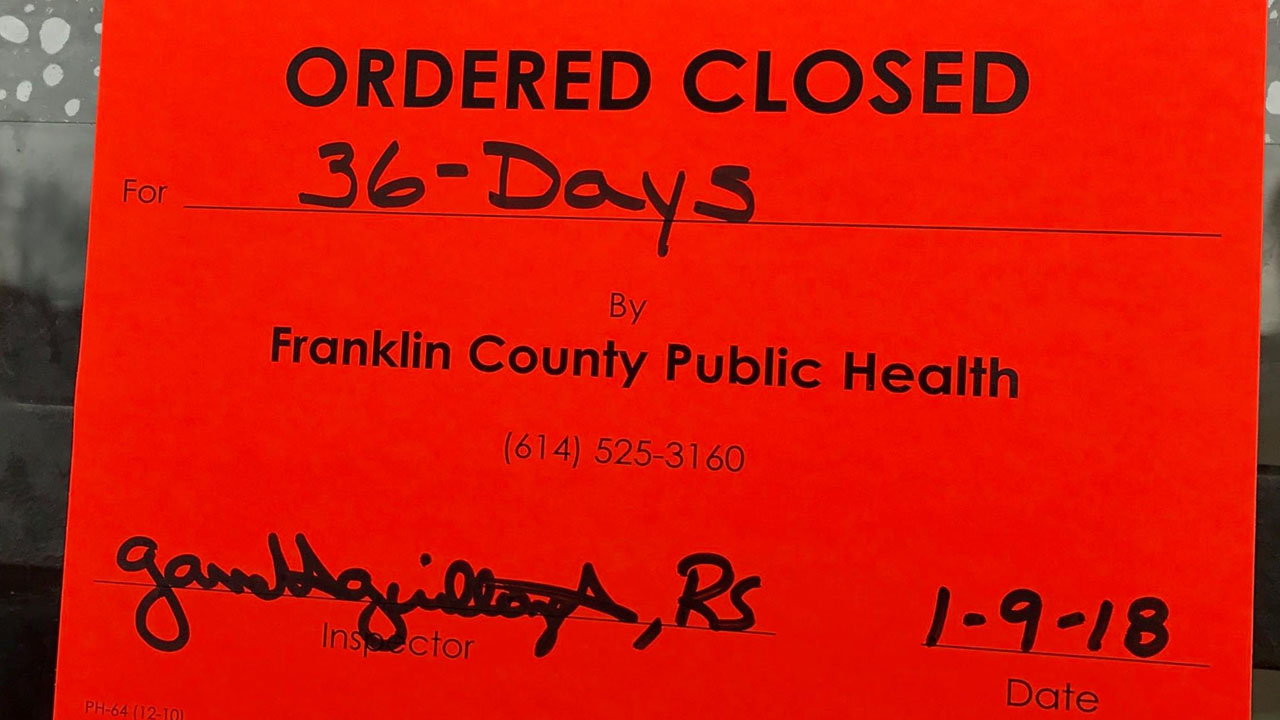 ORDERED CLOSED
For 36-Days
By
Franklin County Public Health
(614) 525-3160
, RS 1-9-18
Inspector Date
PH-64 (12-10)